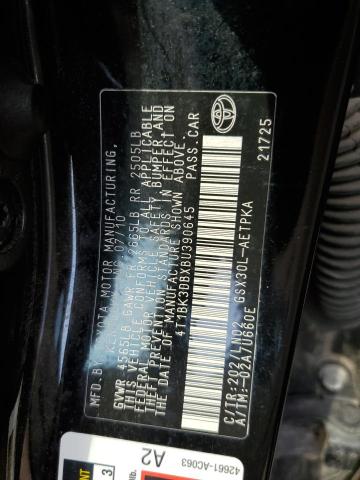 MFD. BY: TOYOTA MOTOR MANUFACTURING,
07/10
GVWR 4565LB GAWR FR 2665LB RR 2505LB
THIS VEHICLE CONFORMS TO ALL APPLICABLE
FEDERAL MOTOR VEHICLE SAFETY, BUMPER, AND
THEFT PREVENTION STANDARDS IN EFFECT ON
THE DATE OF MANUFACTURE SHOWN ABOVE.
4T1BK3DBXBU390645 PASS.CAR
C/TR:202/LND2 GSX30L-AETPKA
A/TM:-02A/U660E
21725
TOYOTA
42661-AC063
A2